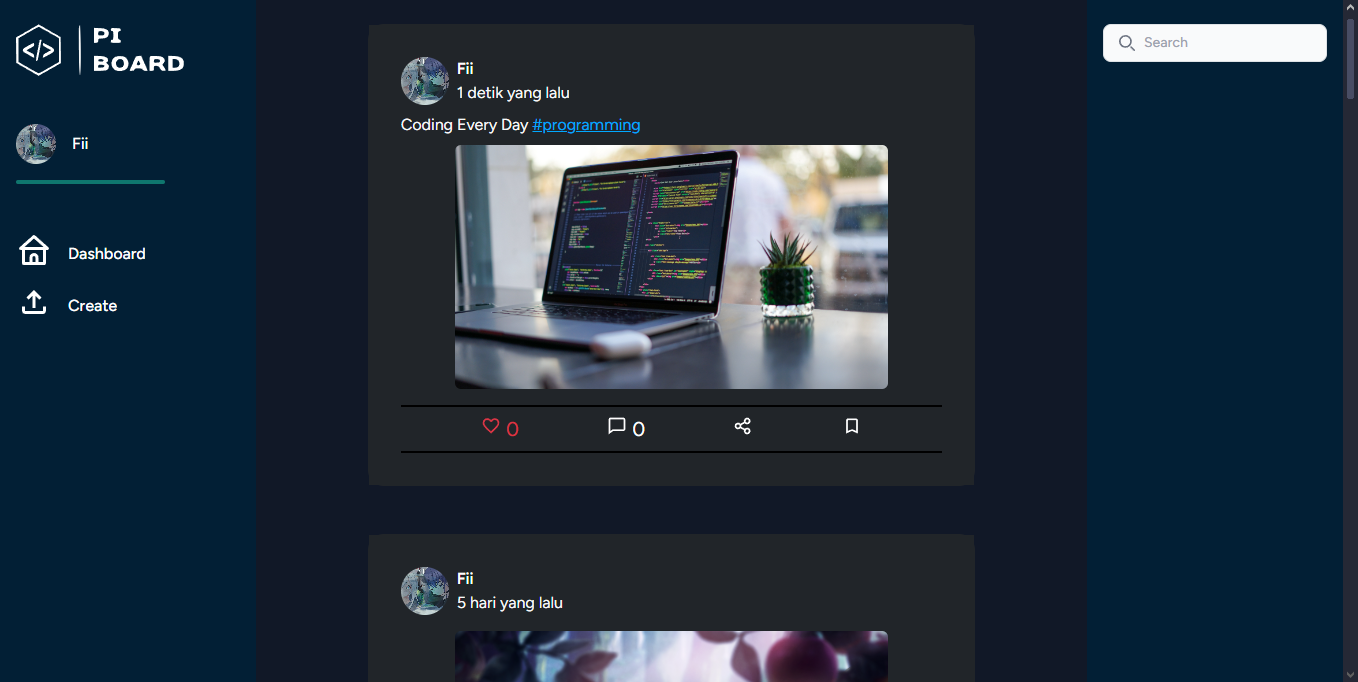 </>
PI
BOARD
Fii
Dashboard
Create
Fii
1 detik yang lalu
Coding Every Day #programming
0 0
Fii
5 hari yang lalu
Search